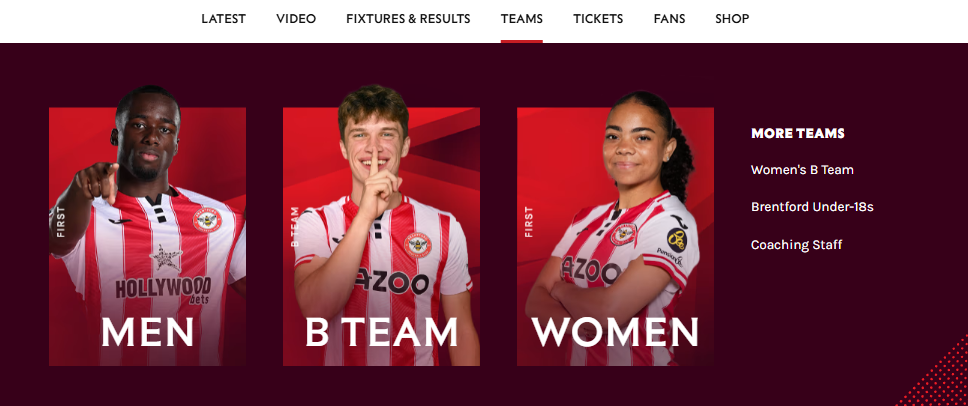 LATEST
VIDEO
FIXTURES & RESULTS
TEAMS
TICKETS
FANS
SHOP
FIRST
HOLLYWOOD
bets
MEN
B TEAM
AZOO
B TEAM
FIRST
AZOO
WOMEN
MORE TEAMS
Women's B Team
Brentford Under-18s
Coaching Staff